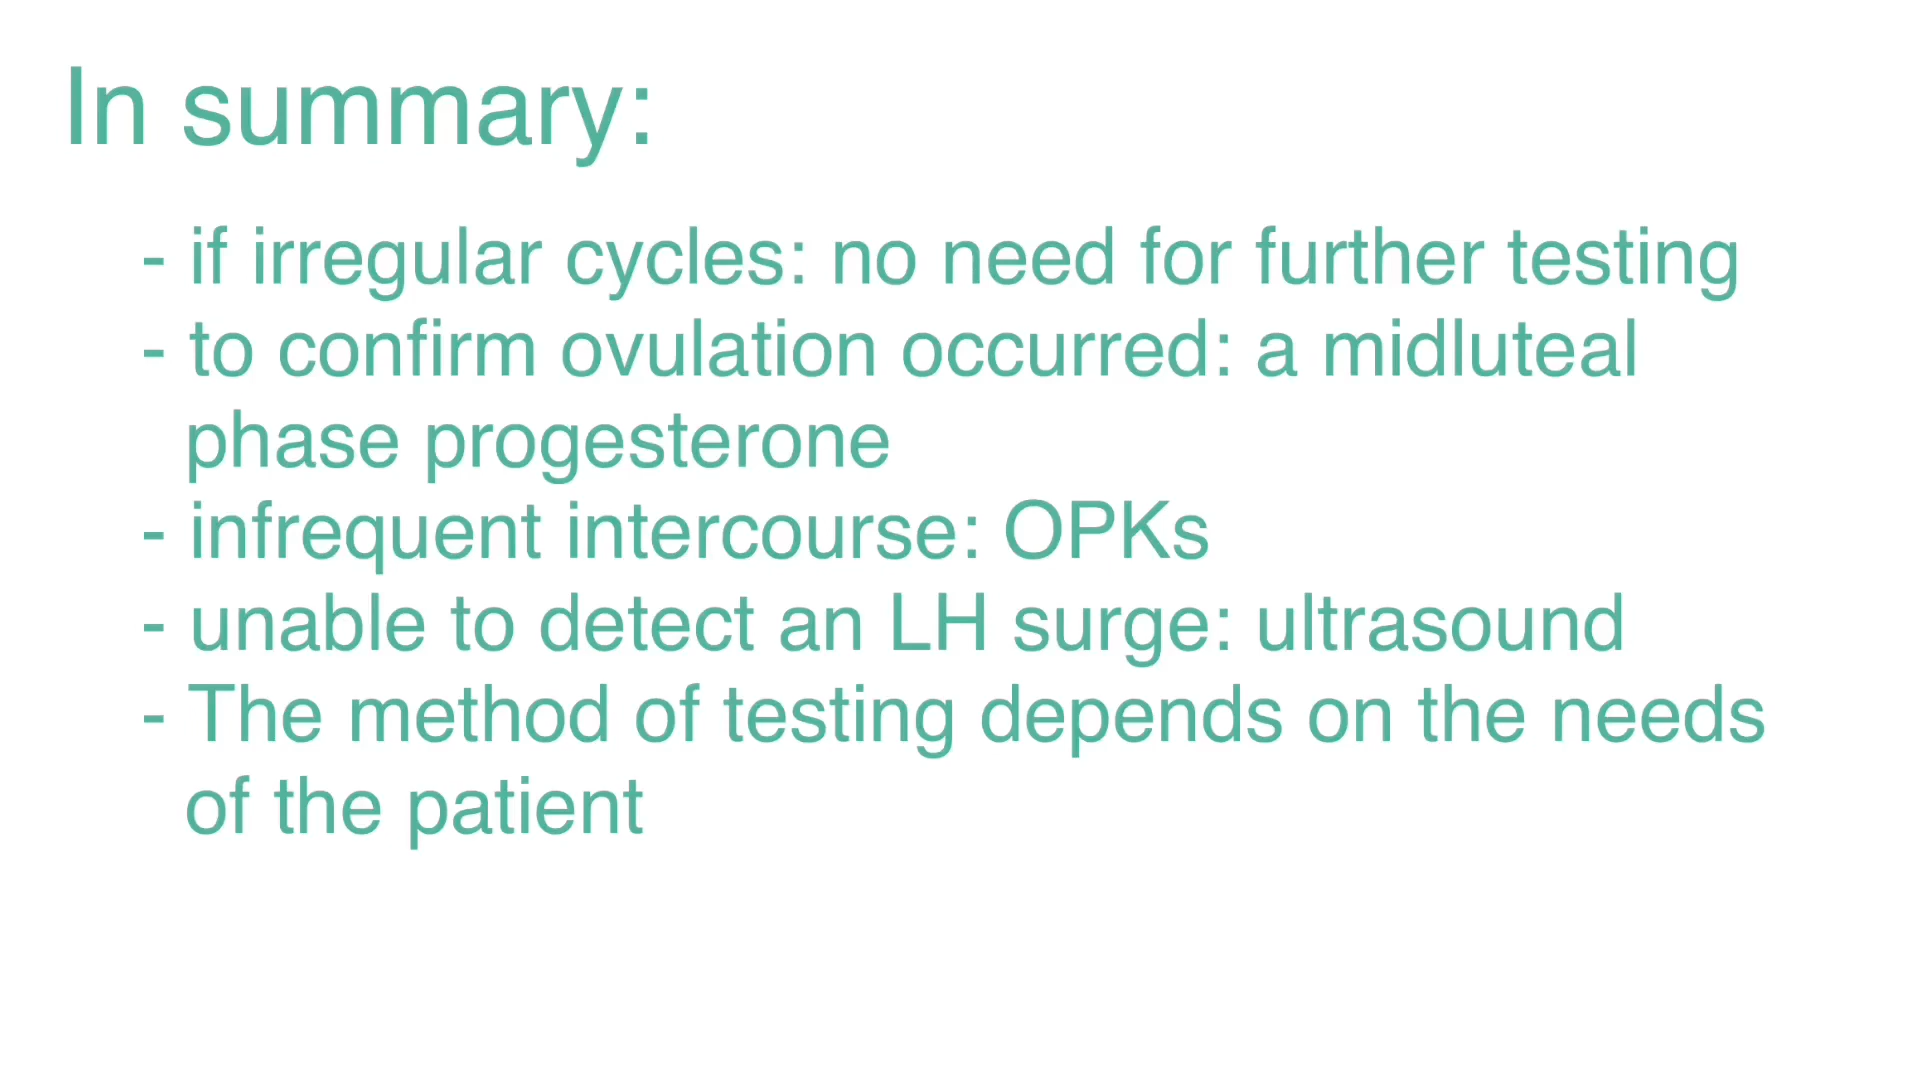 In summary:
- if irregular cycles: no need for further testing
- to confirm ovulation occurred: a midluteal
phase progesterone
- infrequent intercourse: OPKs
- unable to detect an LH surge: ultrasound
- The method of testing depends on the needs
of the patient